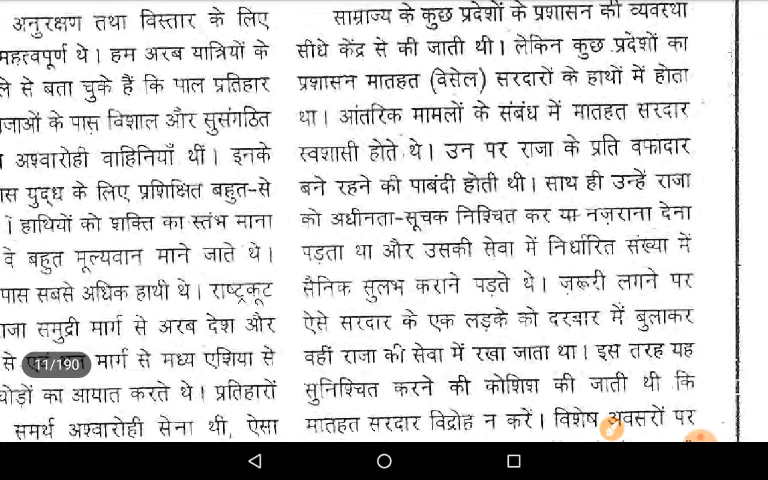 अनुरक्षण तथा विस्तार के लिए
महत्वपूर्ण थे। हम अरब यात्रियों के
से बता चुके हैं कि पाल प्रतिहार
के पास विशाल और सुसंगठित
अश्वारोही वाहिनियाँ थीं। इनके
युद्ध के लिए प्रशिक्षित बहुत-से
हाथियों को शक्ति का स्तंभ माना
वे बहुत मूल्यवान माने जाते थे।
पास सबसे अधिक हाथी थे। राष्ट्रकूट
समुद्री मार्ग से अरब देश और
से मार्ग से मध्य एशिया से
घोड़ों का आयात करते थे। प्रतिहारों
समर्थ अश्वारोही सेना थी, ऐसा
साम्राज्य के कुछ प्रदेशों के प्रशासन की व्यवस्था
सीधे केंद्र से की जाती थी। लेकिन कुछ प्रदेशों का
प्रशासन मातहत (वेसेल) सरदारों के हाथों में होता
था। आंतरिक मामलों के संबंध में मातहत सरदार
स्वशासी होते थे। उन पर राजा के प्रति वफादार
बने रहने की पाबंदी होती थी। साथ ही उन्हें राजा
को अधीनता-सूचक निश्चित कर या नज़राना देना
पड़ता था और उसकी सेवा में निर्धारित संख्या में
सैनिक सुलभ कराने पड़ते थे। ज़रूरी लगने पर
ऐसे सरदार के एक लड़के को दरबार में बुलाकर
वहीं राजा की सेवा में रखा जाता था। इस तरह यह
सुनिश्चित करने की कोशिश की जाती थी कि
मातहत सरदार विद्रोह न करें। विशेष अवसरों पर
11/190